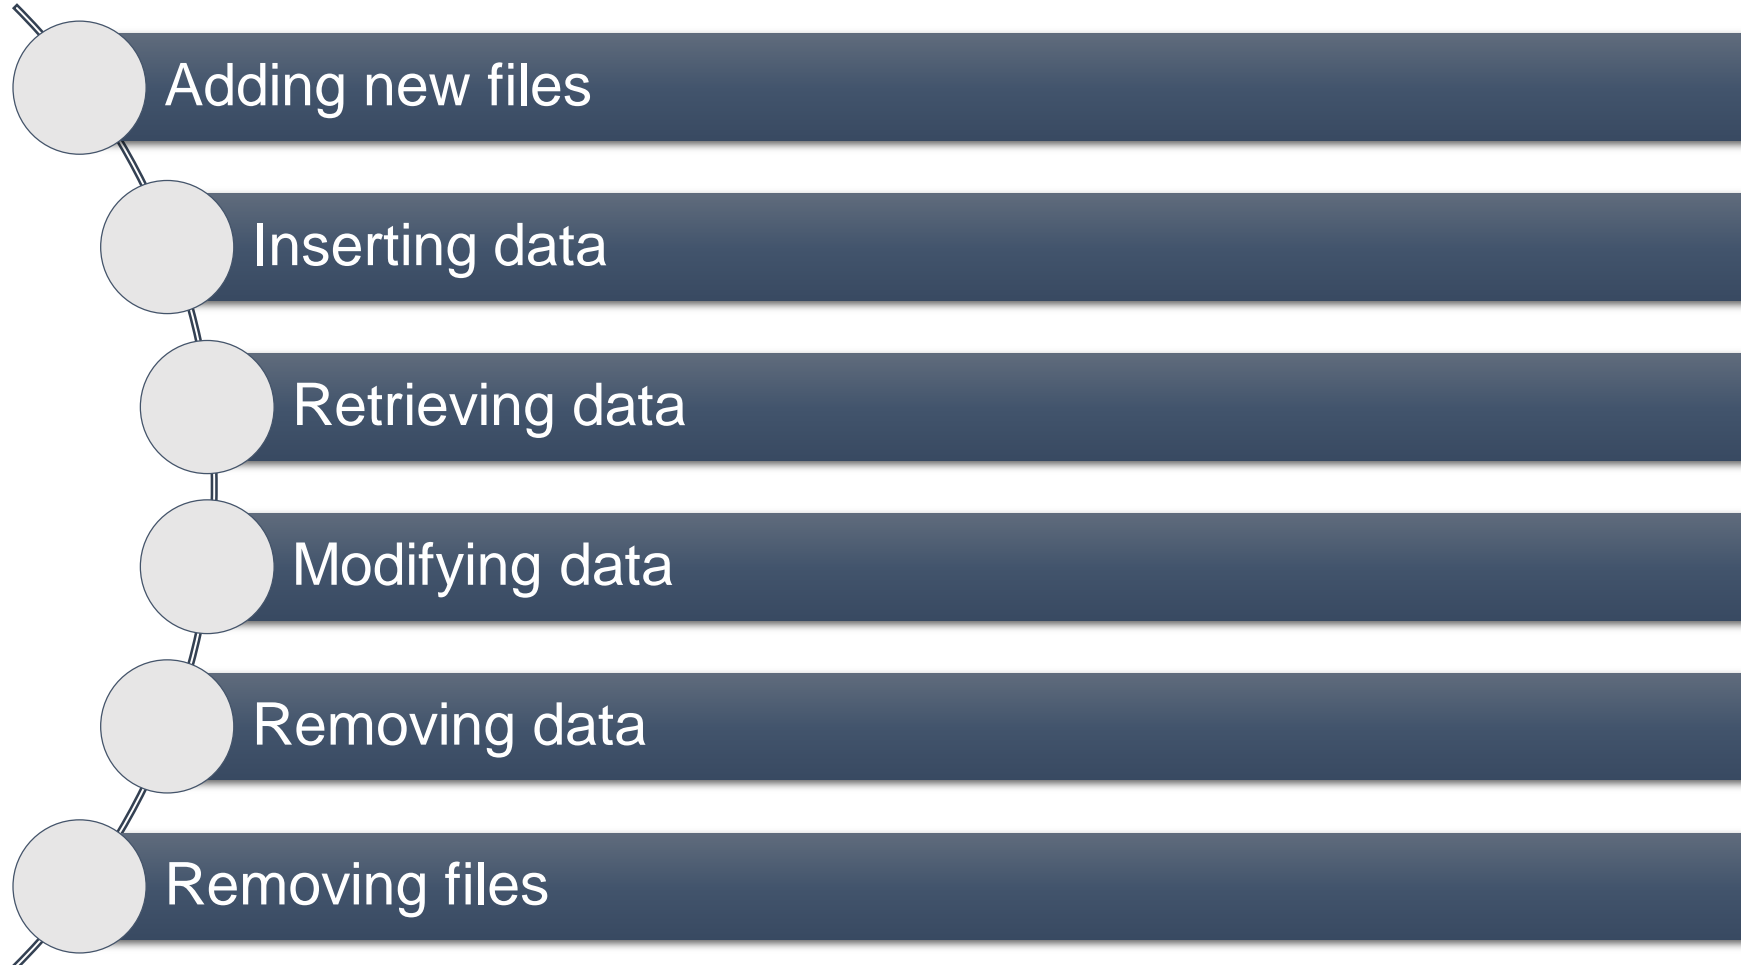 Adding new files
Inserting data
Retrieving data
Modifying data
Removing data
Removing files